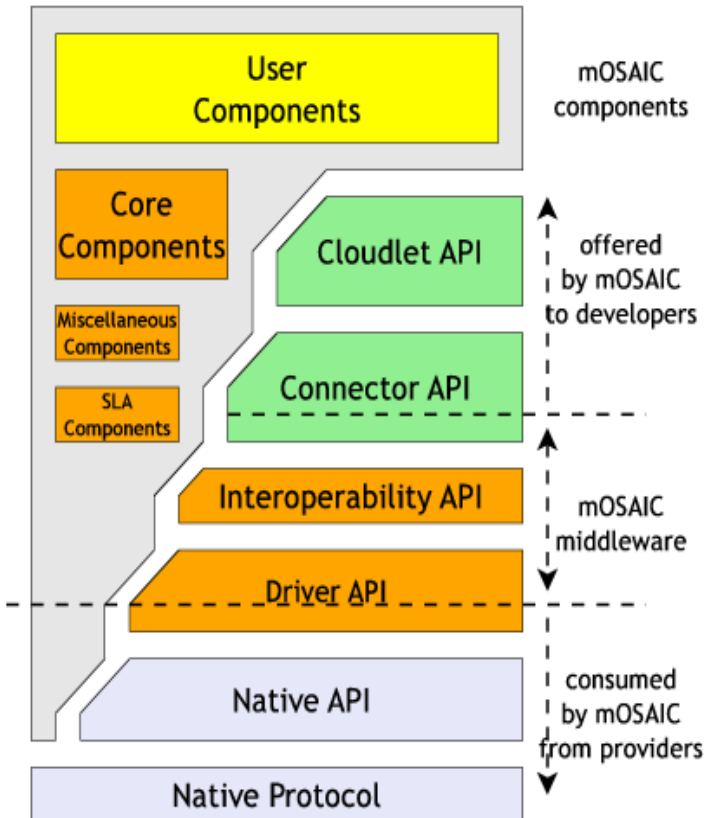 User
Components
mOSAIC
components
Core
Components
Cloudlet API
offered
by mOSAIC
to developers
Miscellaneous
Components
Connector API
SLA
Components
Interoperability API
mOSAIC
middleware
Driver API
Native API
consumed
by mOSAIC
from providers
Native Protocol